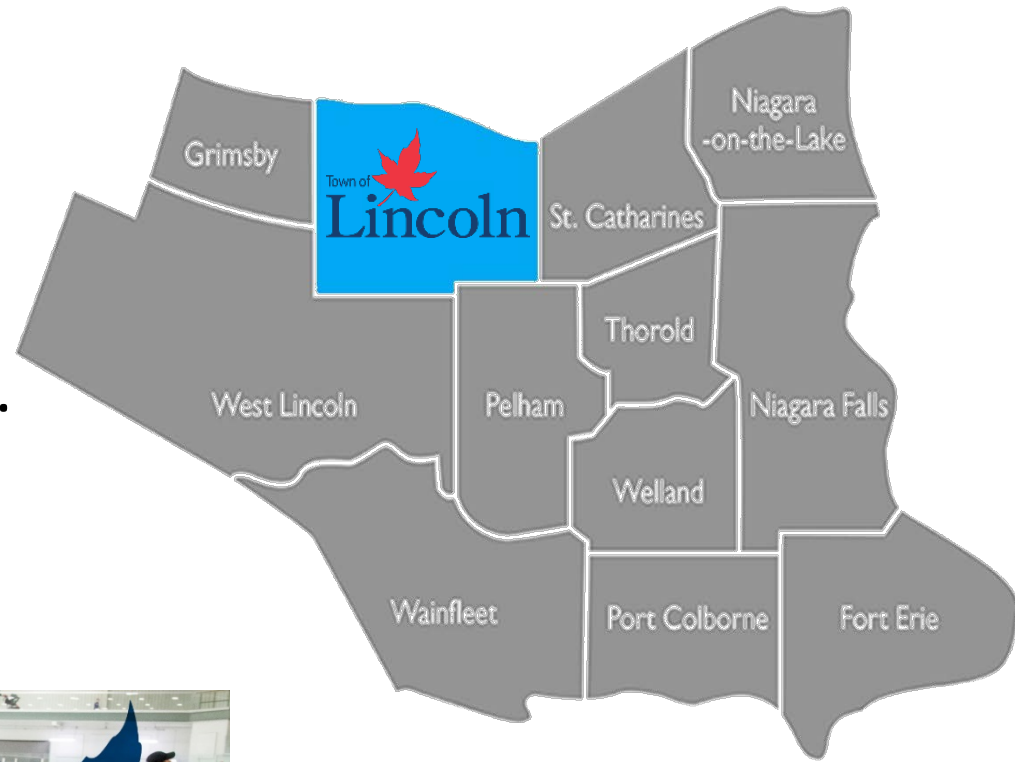 Niagara
-on-the-Lake
Grimsby
Town of
Lincoln
St. Catharines
Thorold
West Lincoln
Pelham
Niagara Falls
Welland
Wainfleet
Port Colborne
Fort Erie